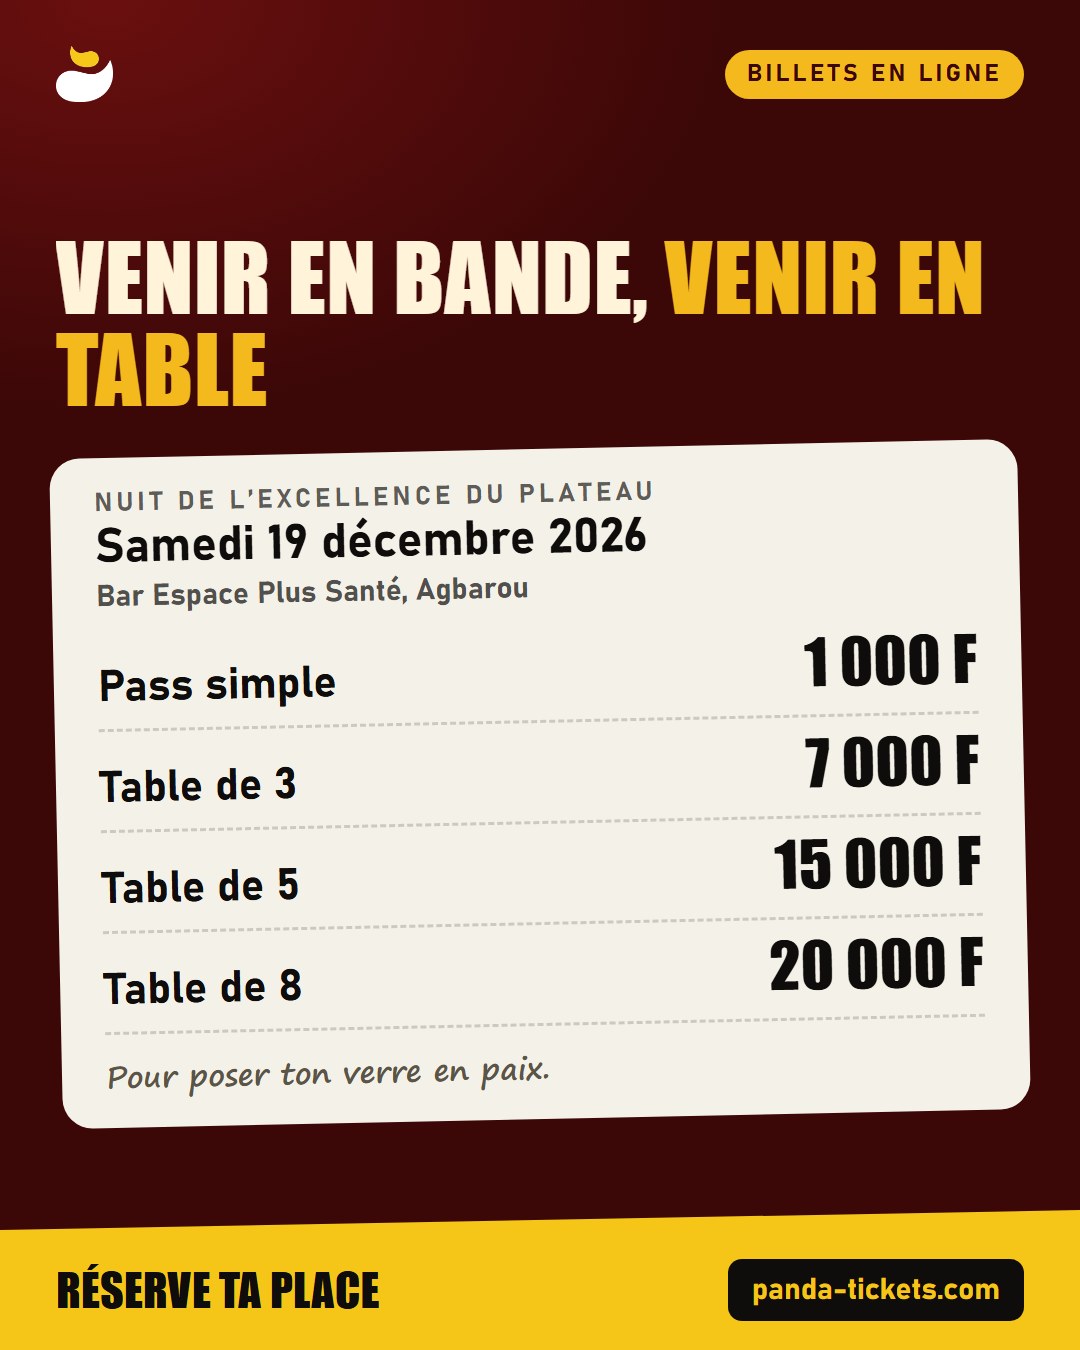 BILLETS EN LIGNE
VENIR EN BANDE, VENIR EN
TABLE
NUIT DE L'EXCELLENCE DU PLATEAU
Samedi 19 décembre 2026
Bar Espace Plus Santé, Agbarou
Pass simple 1 000 F
Table de 3 7 000 F
Table de 5 15 000 F
Table de 8 20 000 F
Pour poser ton verre en paix.
RÉSERVE TA PLACE
panda-tickets.com